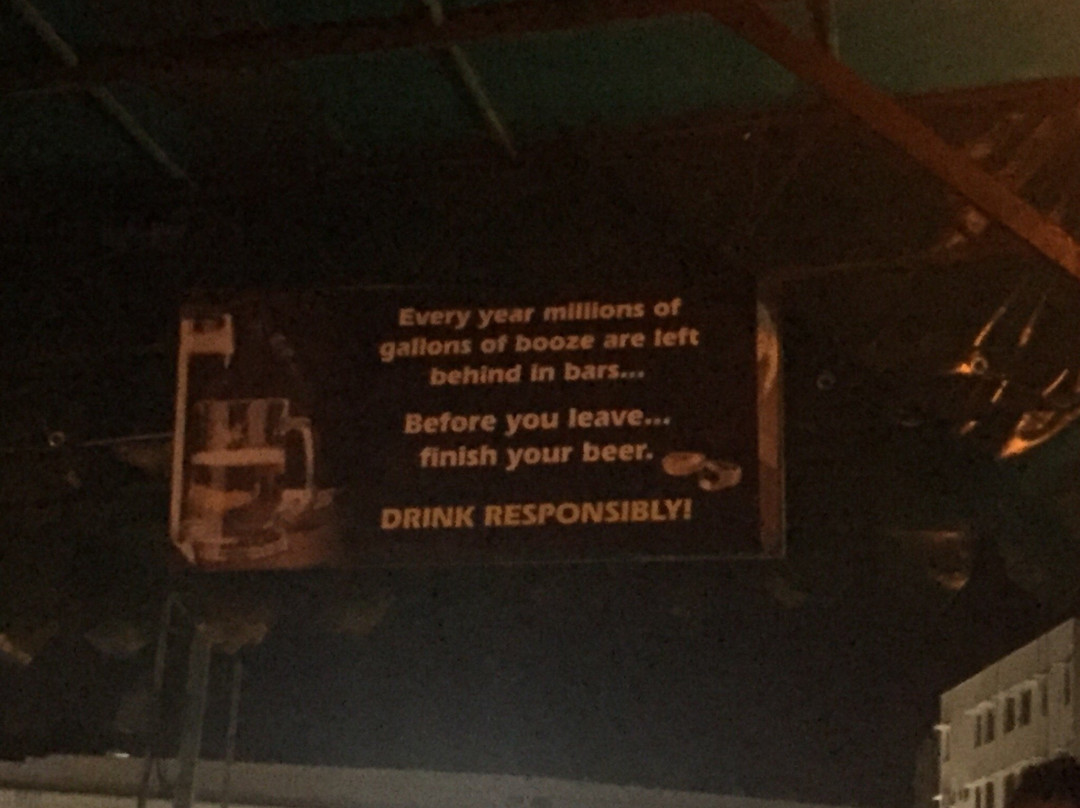 Every year millions of
gallons of booze are left
behind in bars...
Before you leave...
finish your beer.
DRINK RESPONSIBLY!